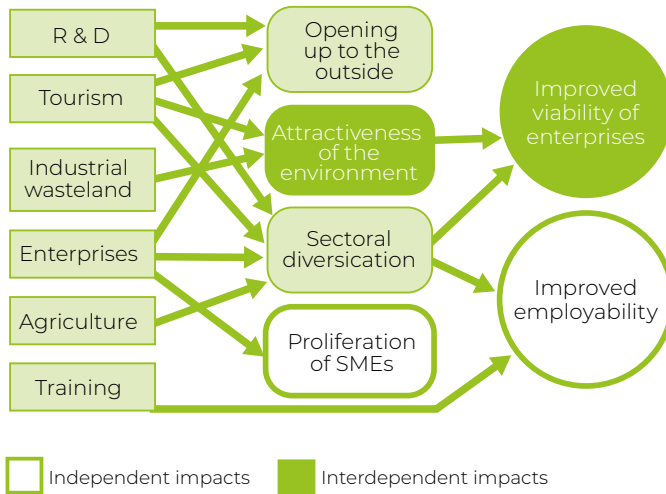 R & D
Tourism
Industrial
wasteland
Enterprises
Agriculture
Training
Opening
up to the
outside
Attractiveness
of the
environment
Sectoral
diversication
Proliferation
of SMEs
Improved
viability of
enterprises
Improved
employability
Independent impacts
Interdependent impacts